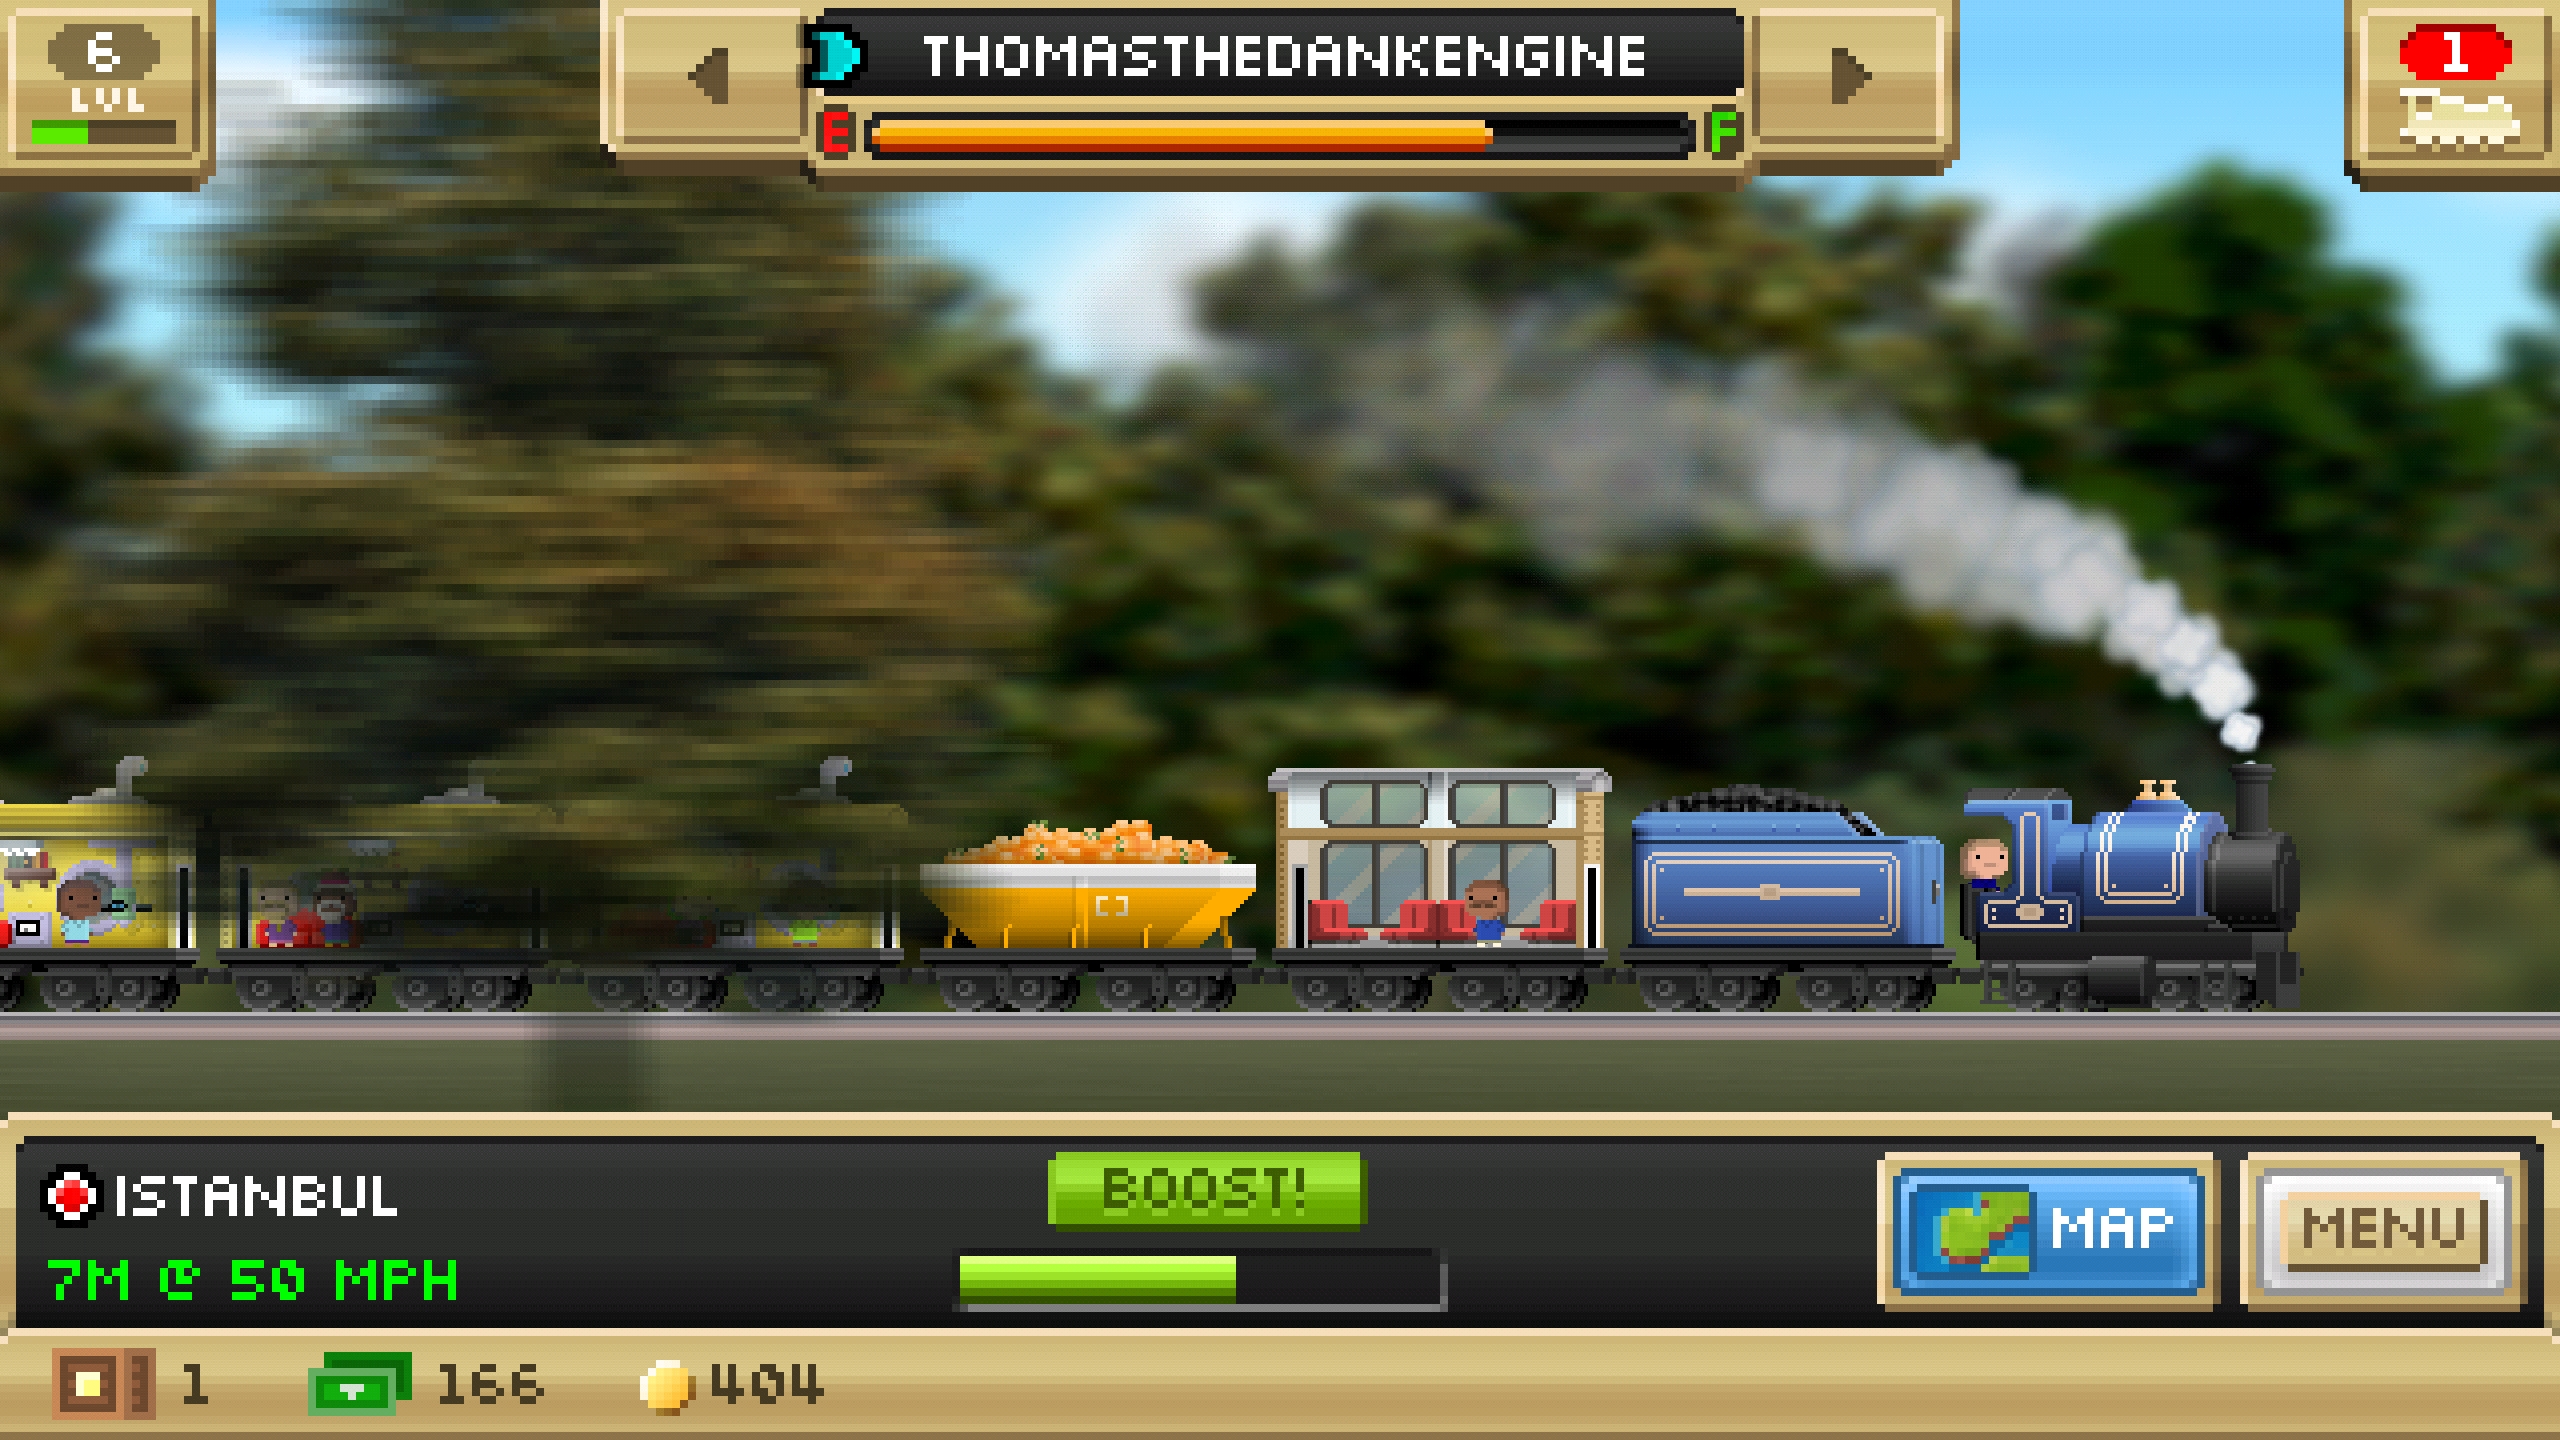 6
LVL
THOMASTHEDANKENGINE
E
F
1
ISTANBUL
7M @ 50 MPH
BOOST!
MAP
MENU
1
166
404